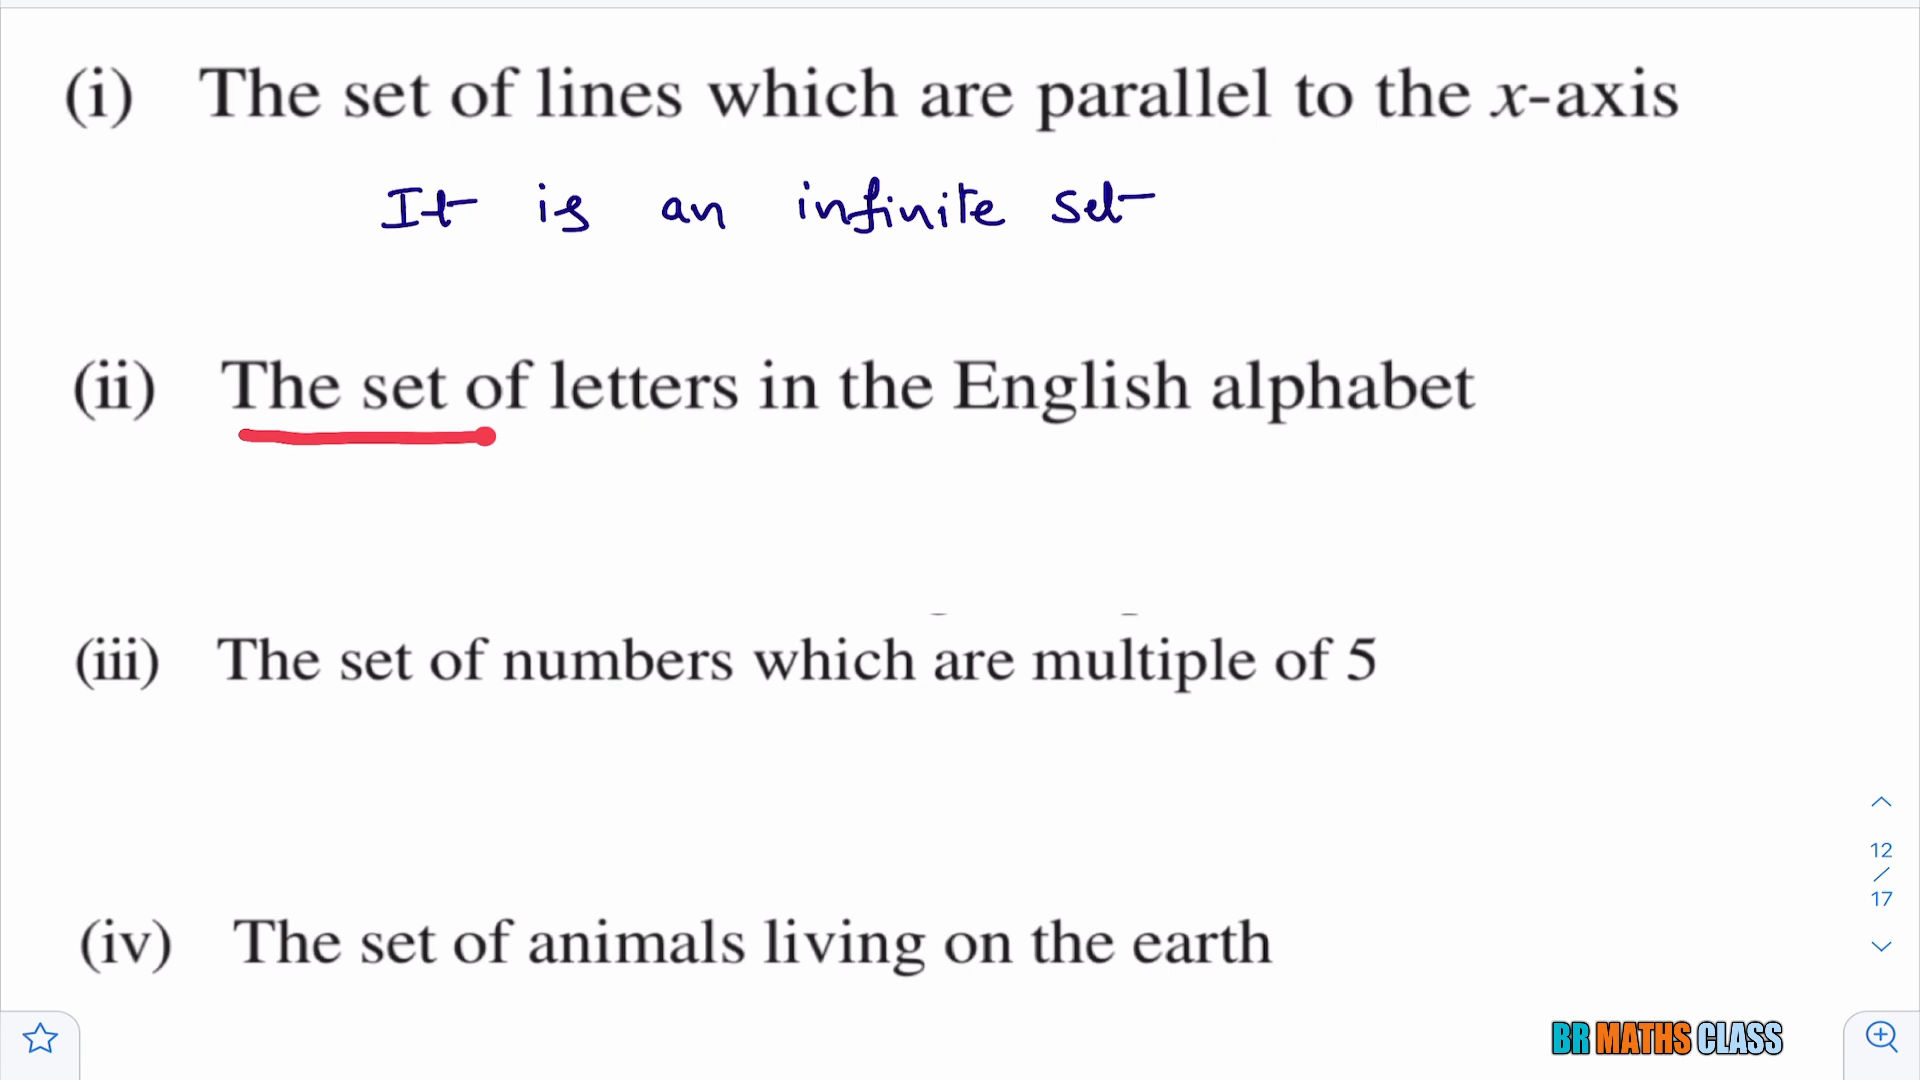 (i) The set of lines which are parallel to the x-axis
It is an infinite set
(ii) The set of letters in the English alphabet
(iii) The set of numbers which are multiple of 5
12
/
17
(iv) The set of animals living on the earth
BR MATHS CLASS